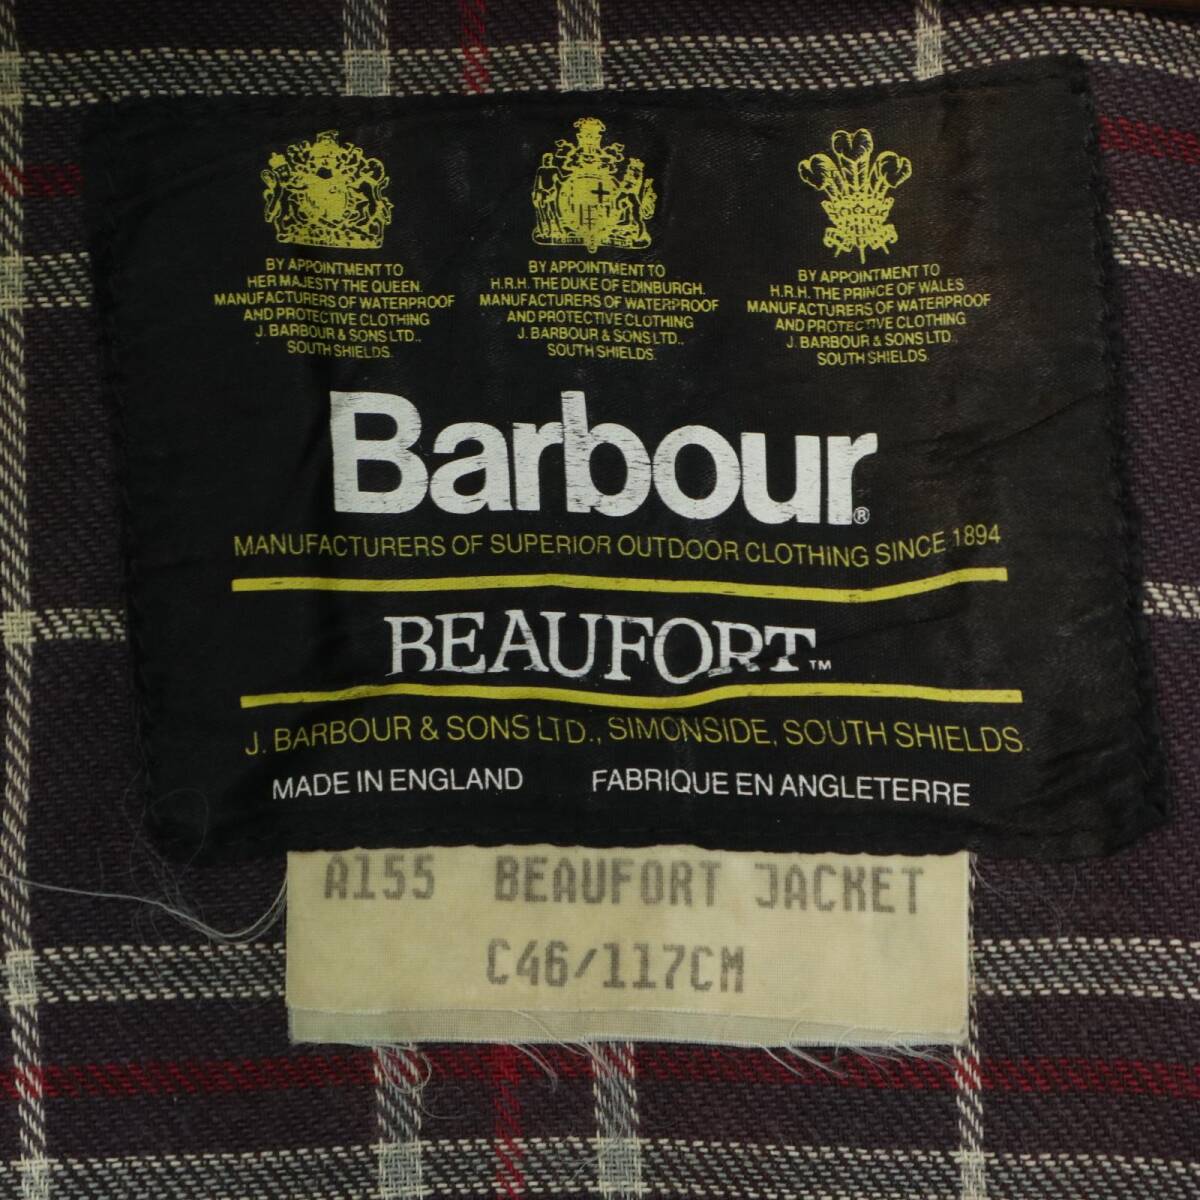 BY APPOINTMENT TO
HER MAJESTY THE QUEEN.
MANUFACTURERS OF WATERPROOF
AND PROTECTIVE CLOTHING
J. BARBOUR & SONS LTD.,
SOUTH SHIELDS.
BY APPOINTMENT TO
H.R.H. THE DUKE OF EDINBURGH.
MANUFACTURERS OF WATERPROOF
AND PROTECTIVE CLOTHING
J. BARBOUR & SONS LTD.,
SOUTH SHIELDS.
BY APPOINTMENT TO
H.R.H. THE PRINCE OF WALES
MANUFACTURERS OF WATERPROOF
AND PROTECTIVE CLOTHING
J. BARBOUR & SONS LTD.
SOUTH SHIELDS.
Barbour®
MANUFACTURERS OF SUPERIOR OUTDOOR CLOTHING SINCE 1894
BEAUFORT™
J. BARBOUR & SONS LTD., SIMONSIDE, SOUTH SHIELDS.
MADE IN ENGLAND FABRIQUE EN ANGLETERRE
A155 BEAUFORT JACKET
C46/117CM